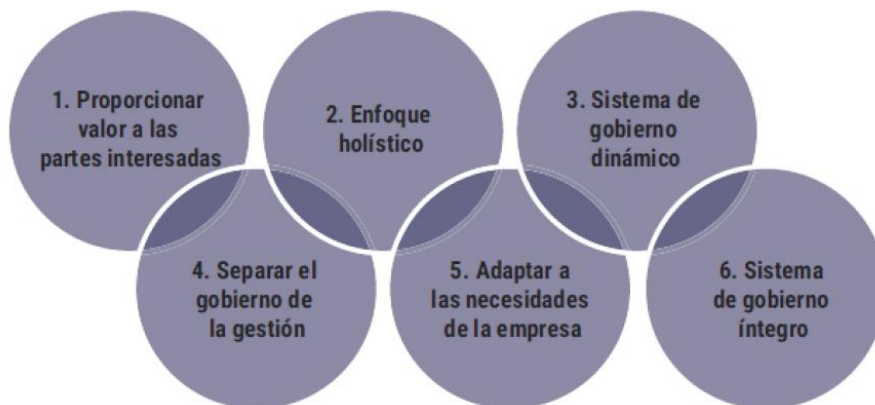 1. Proporcionar
valor a las
partes interesadas
2. Enfoque
holístico
3. Sistema de
gobierno
dinámico
4. Separar el
gobierno de
la gestión
5. Adaptar a
las necesidades
de la empresa
6. Sistema
de gobierno
íntegro